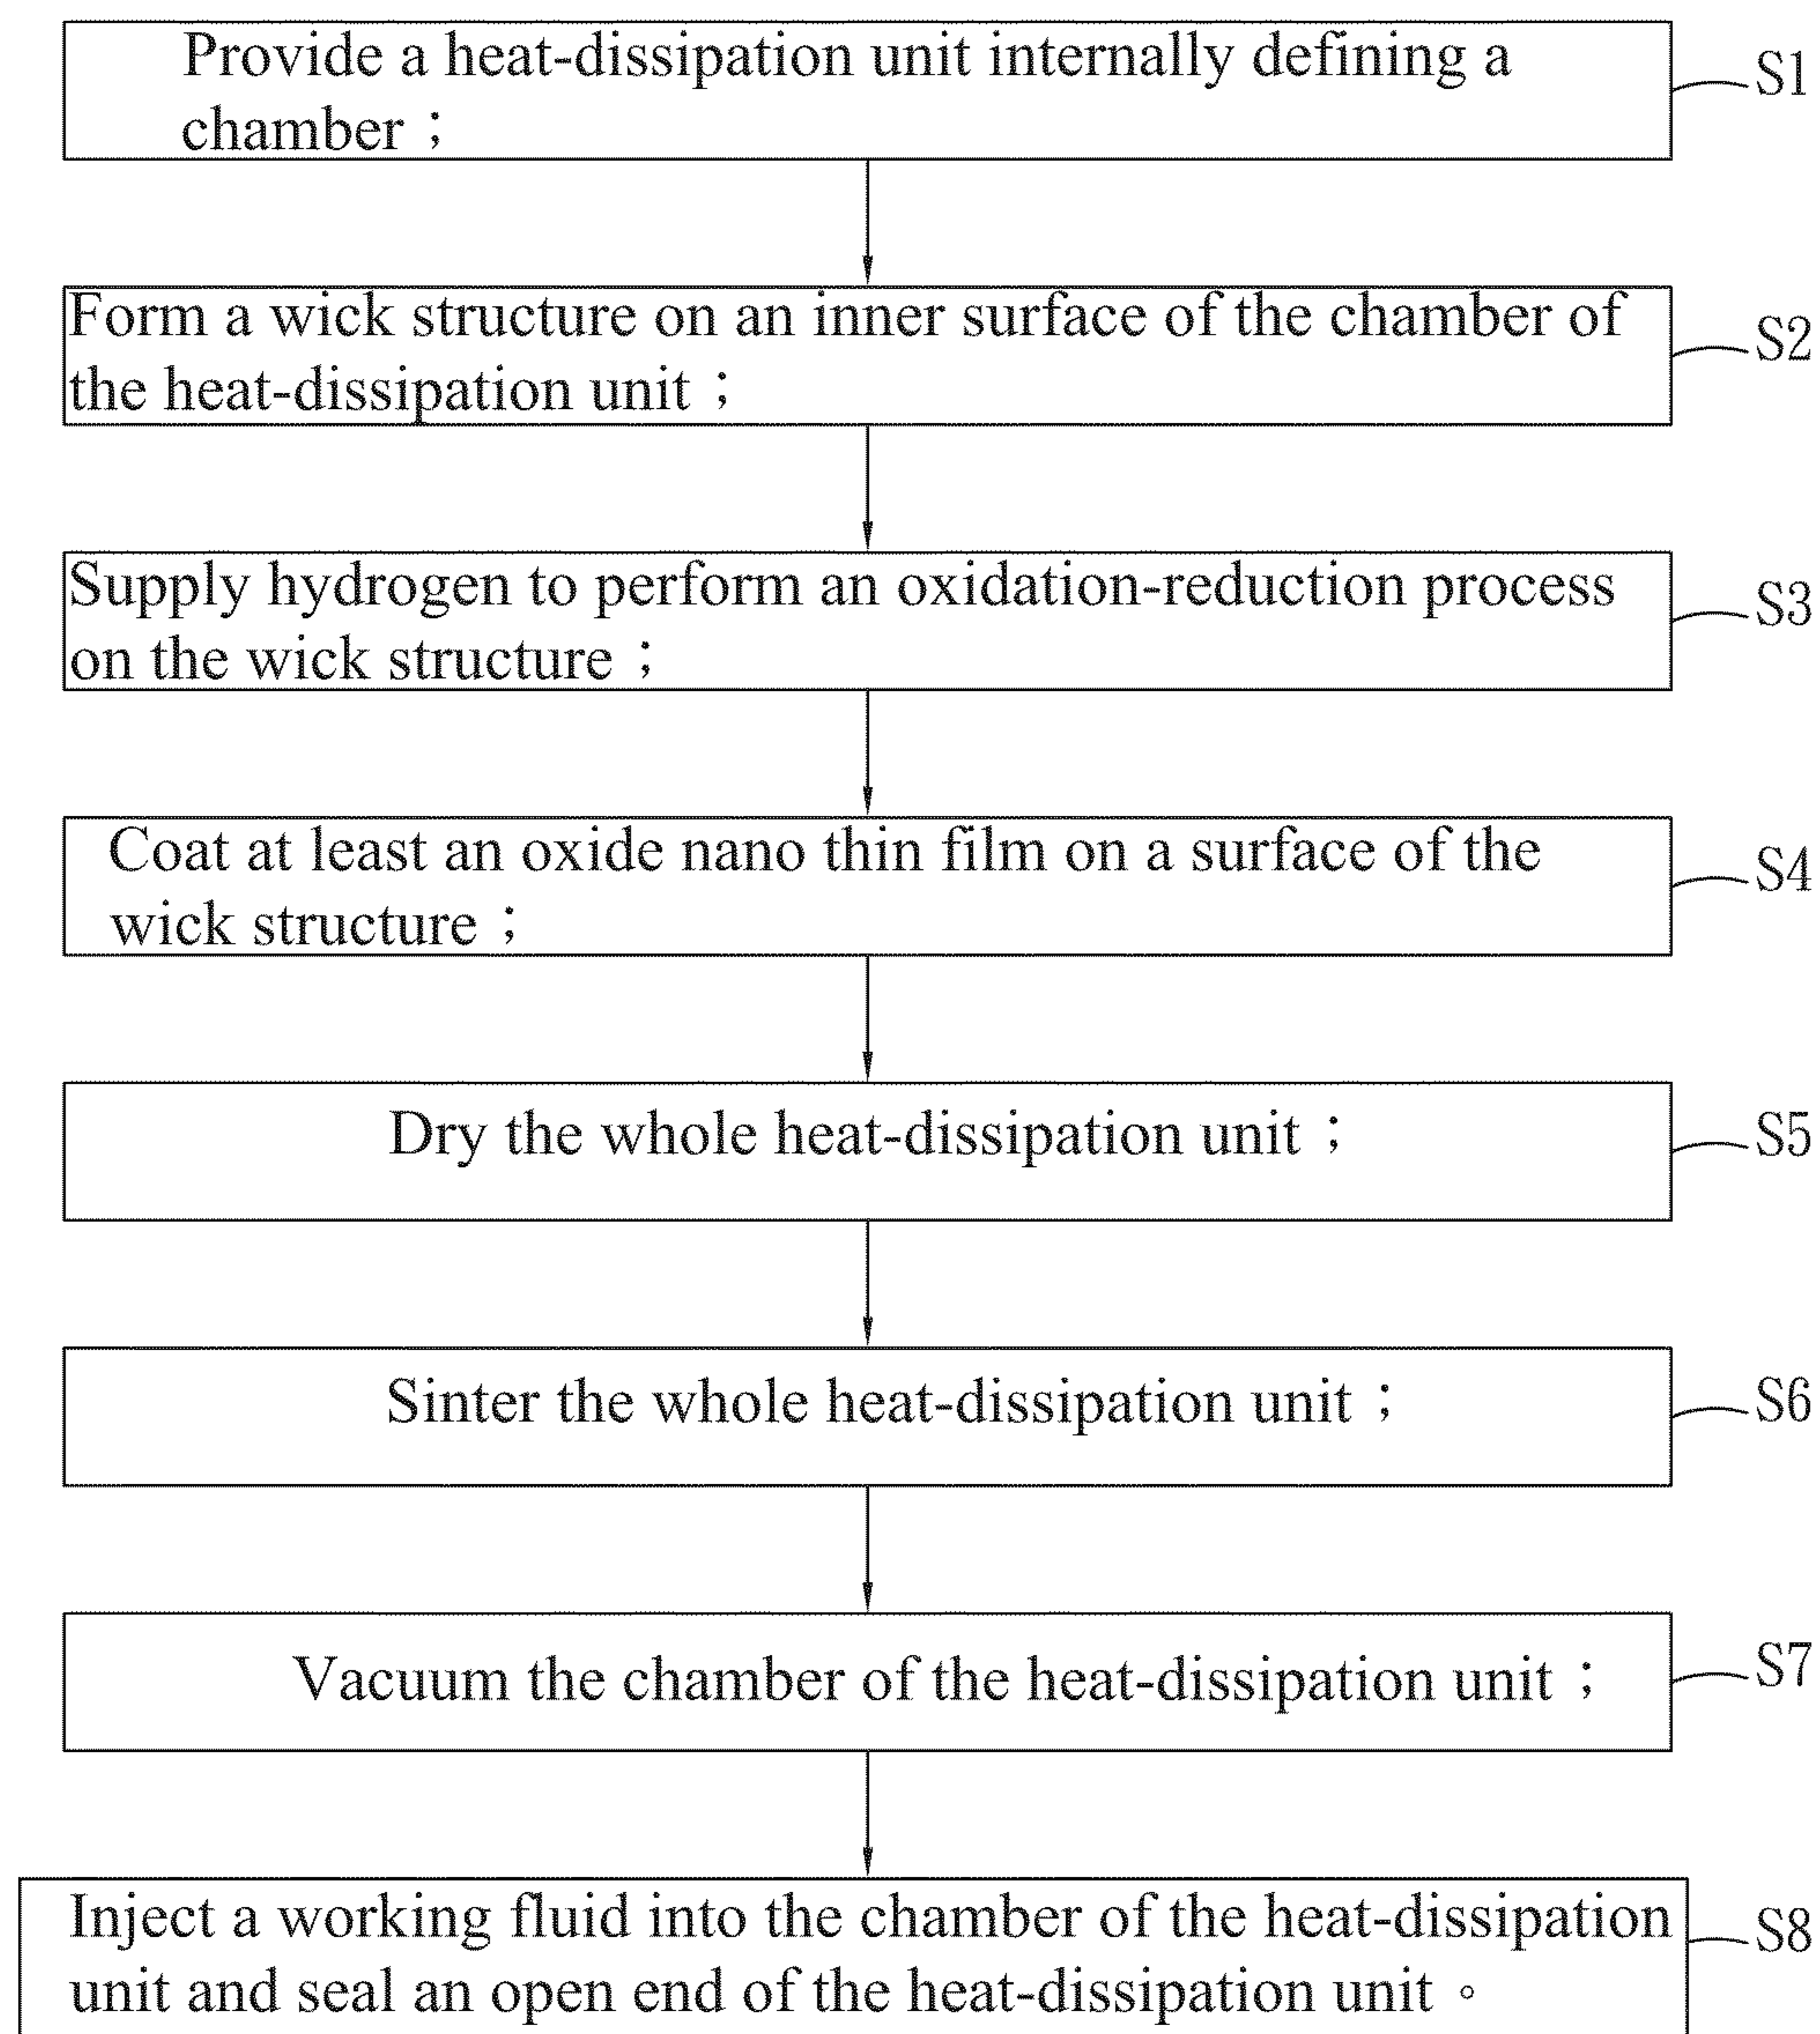 Provide a heat-dissipation unit internally defining a
chamber；
S1
Form a wick structure on an inner surface of the chamber of
the heat-dissipation unit；
S2
Supply hydrogen to perform an oxidation-reduction process
on the wick structure；
S3
Coat at least an oxide nano thin film on a surface of the
wick structure；
S4
Dry the whole heat-dissipation unit；
S5
Sinter the whole heat-dissipation unit；
S6
Vacuum the chamber of the heat-dissipation unit；
S7
Inject a working fluid into the chamber of the heat-dissipation
unit and seal an open end of the heat-dissipation unit。
S8